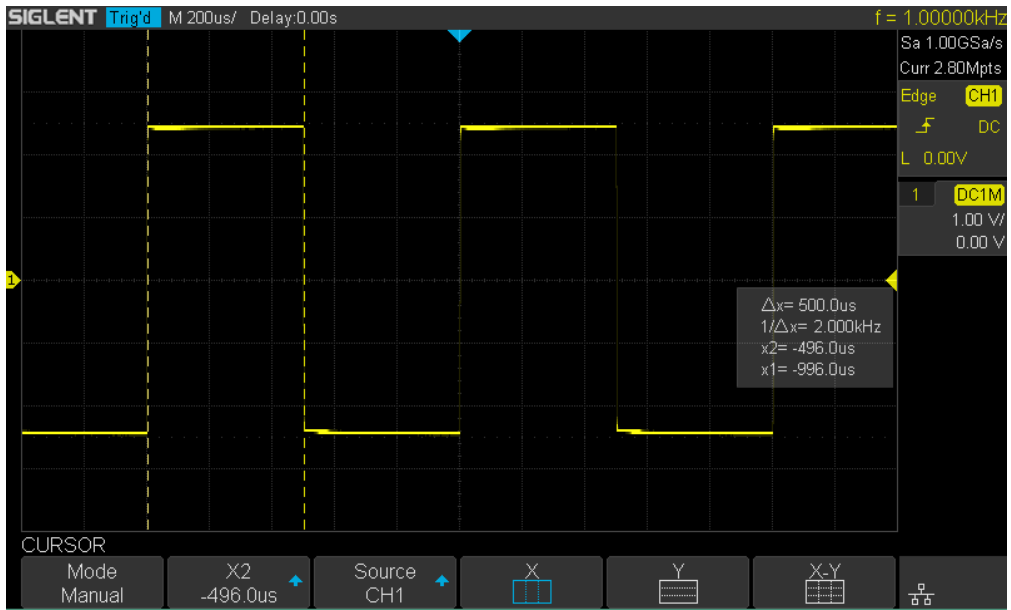 SIGLENT Trig'd M 200us/ Delay:0.00s f = 1.00000kHz
Sa 1.00GSa/s
Curr 2.80Mpts
Edge CH1
DC
L 0.00V
1 DC1M
1.00 V/
0.00 V
1
△x= 500.0us
1/△x= 2.000kHz
x2= -496.0us
x1= -996.0us
CURSOR
Mode
Manual
X2
-496.0us
Source
CH1
X
Y
X-Y